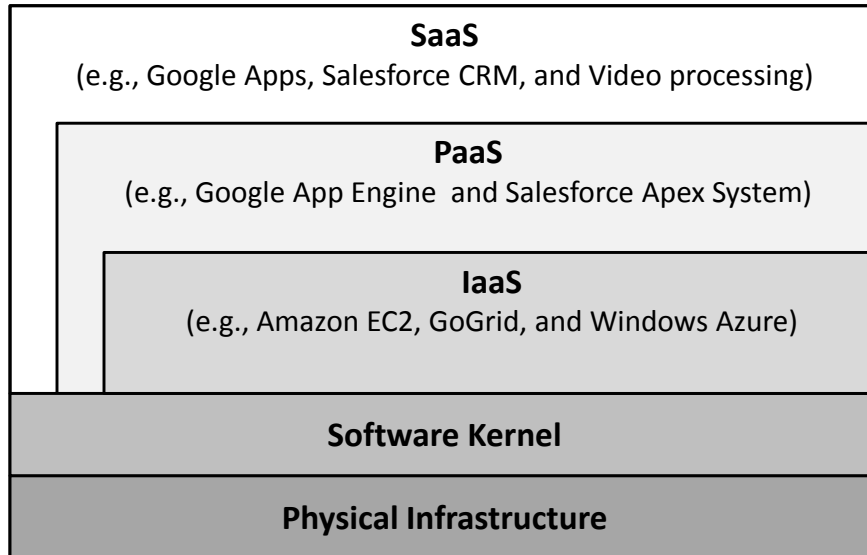 SaaS
(e.g., Google Apps, Salesforce CRM, and Video processing)
PaaS
(e.g., Google App Engine  and Salesforce Apex System)
IaaS
(e.g., Amazon EC2, GoGrid, and Windows Azure)
Software Kernel
Physical Infrastructure